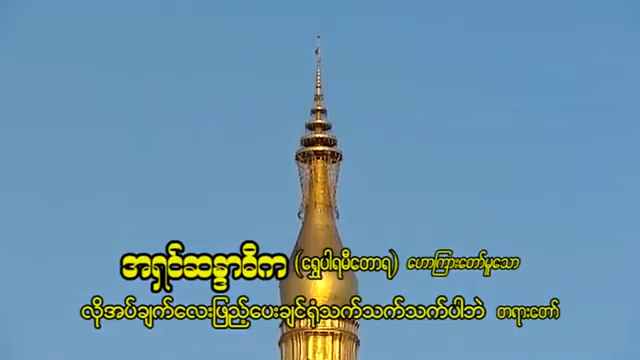 အရှင်ဆန္ဒာဓိက (ရွှေပါရမီတောရ) ဟောကြားတော်မူသော
လိုအပ်ချက်လေးဖြည့်ပေးချင်ရုံသက်သက်သက်ပါဘဲ တရားတော်